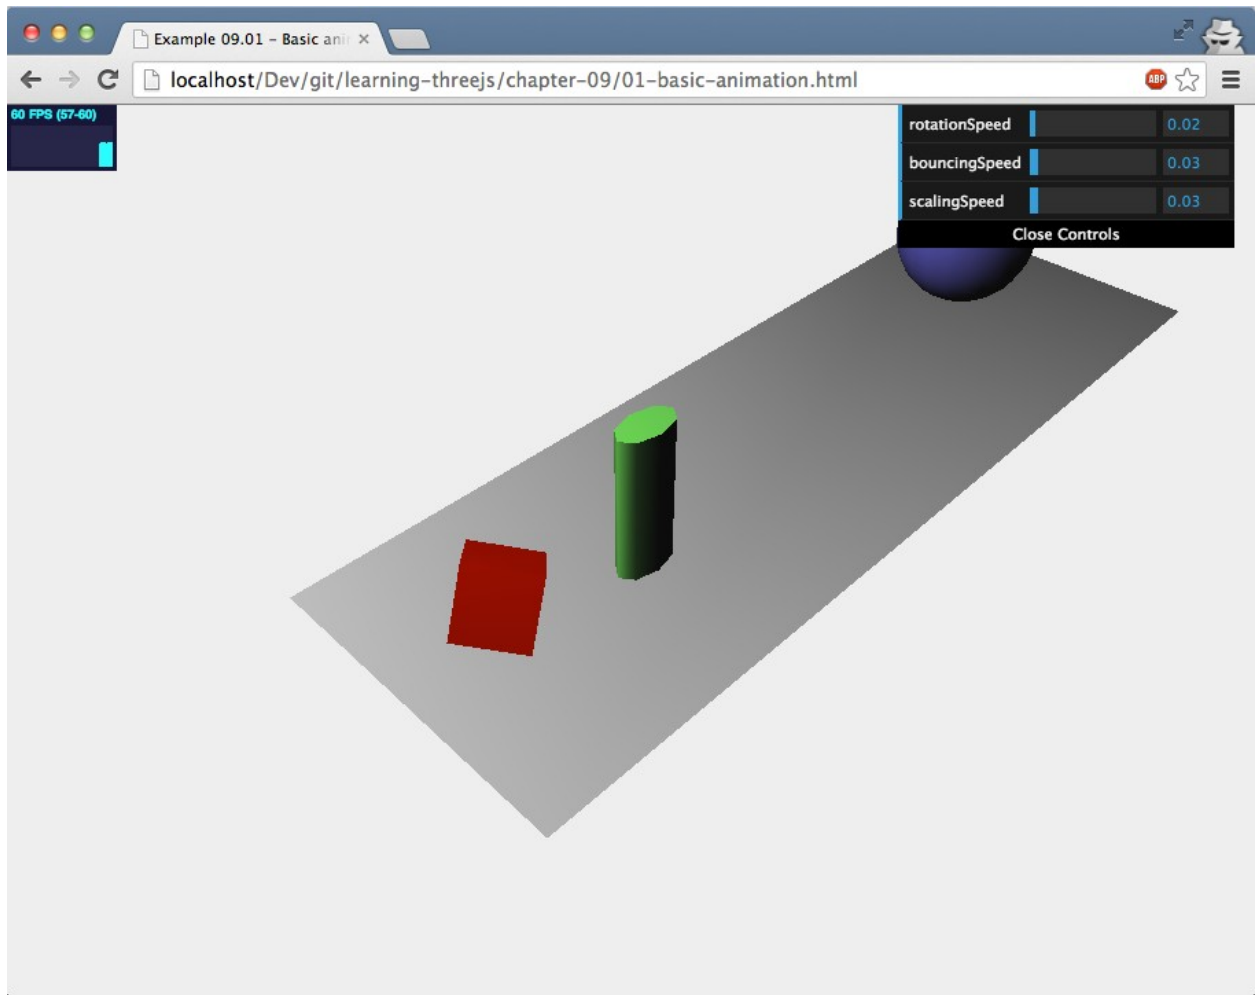 Example 09.01 – Basic ani
localhost/Dev/git/learning-threejs/chapter-09/01-basic-animation.html
ABP
60 FPS (57-60)
rotationSpeed 0.02
bouncingSpeed 0.03
scalingSpeed 0.03
Close Controls